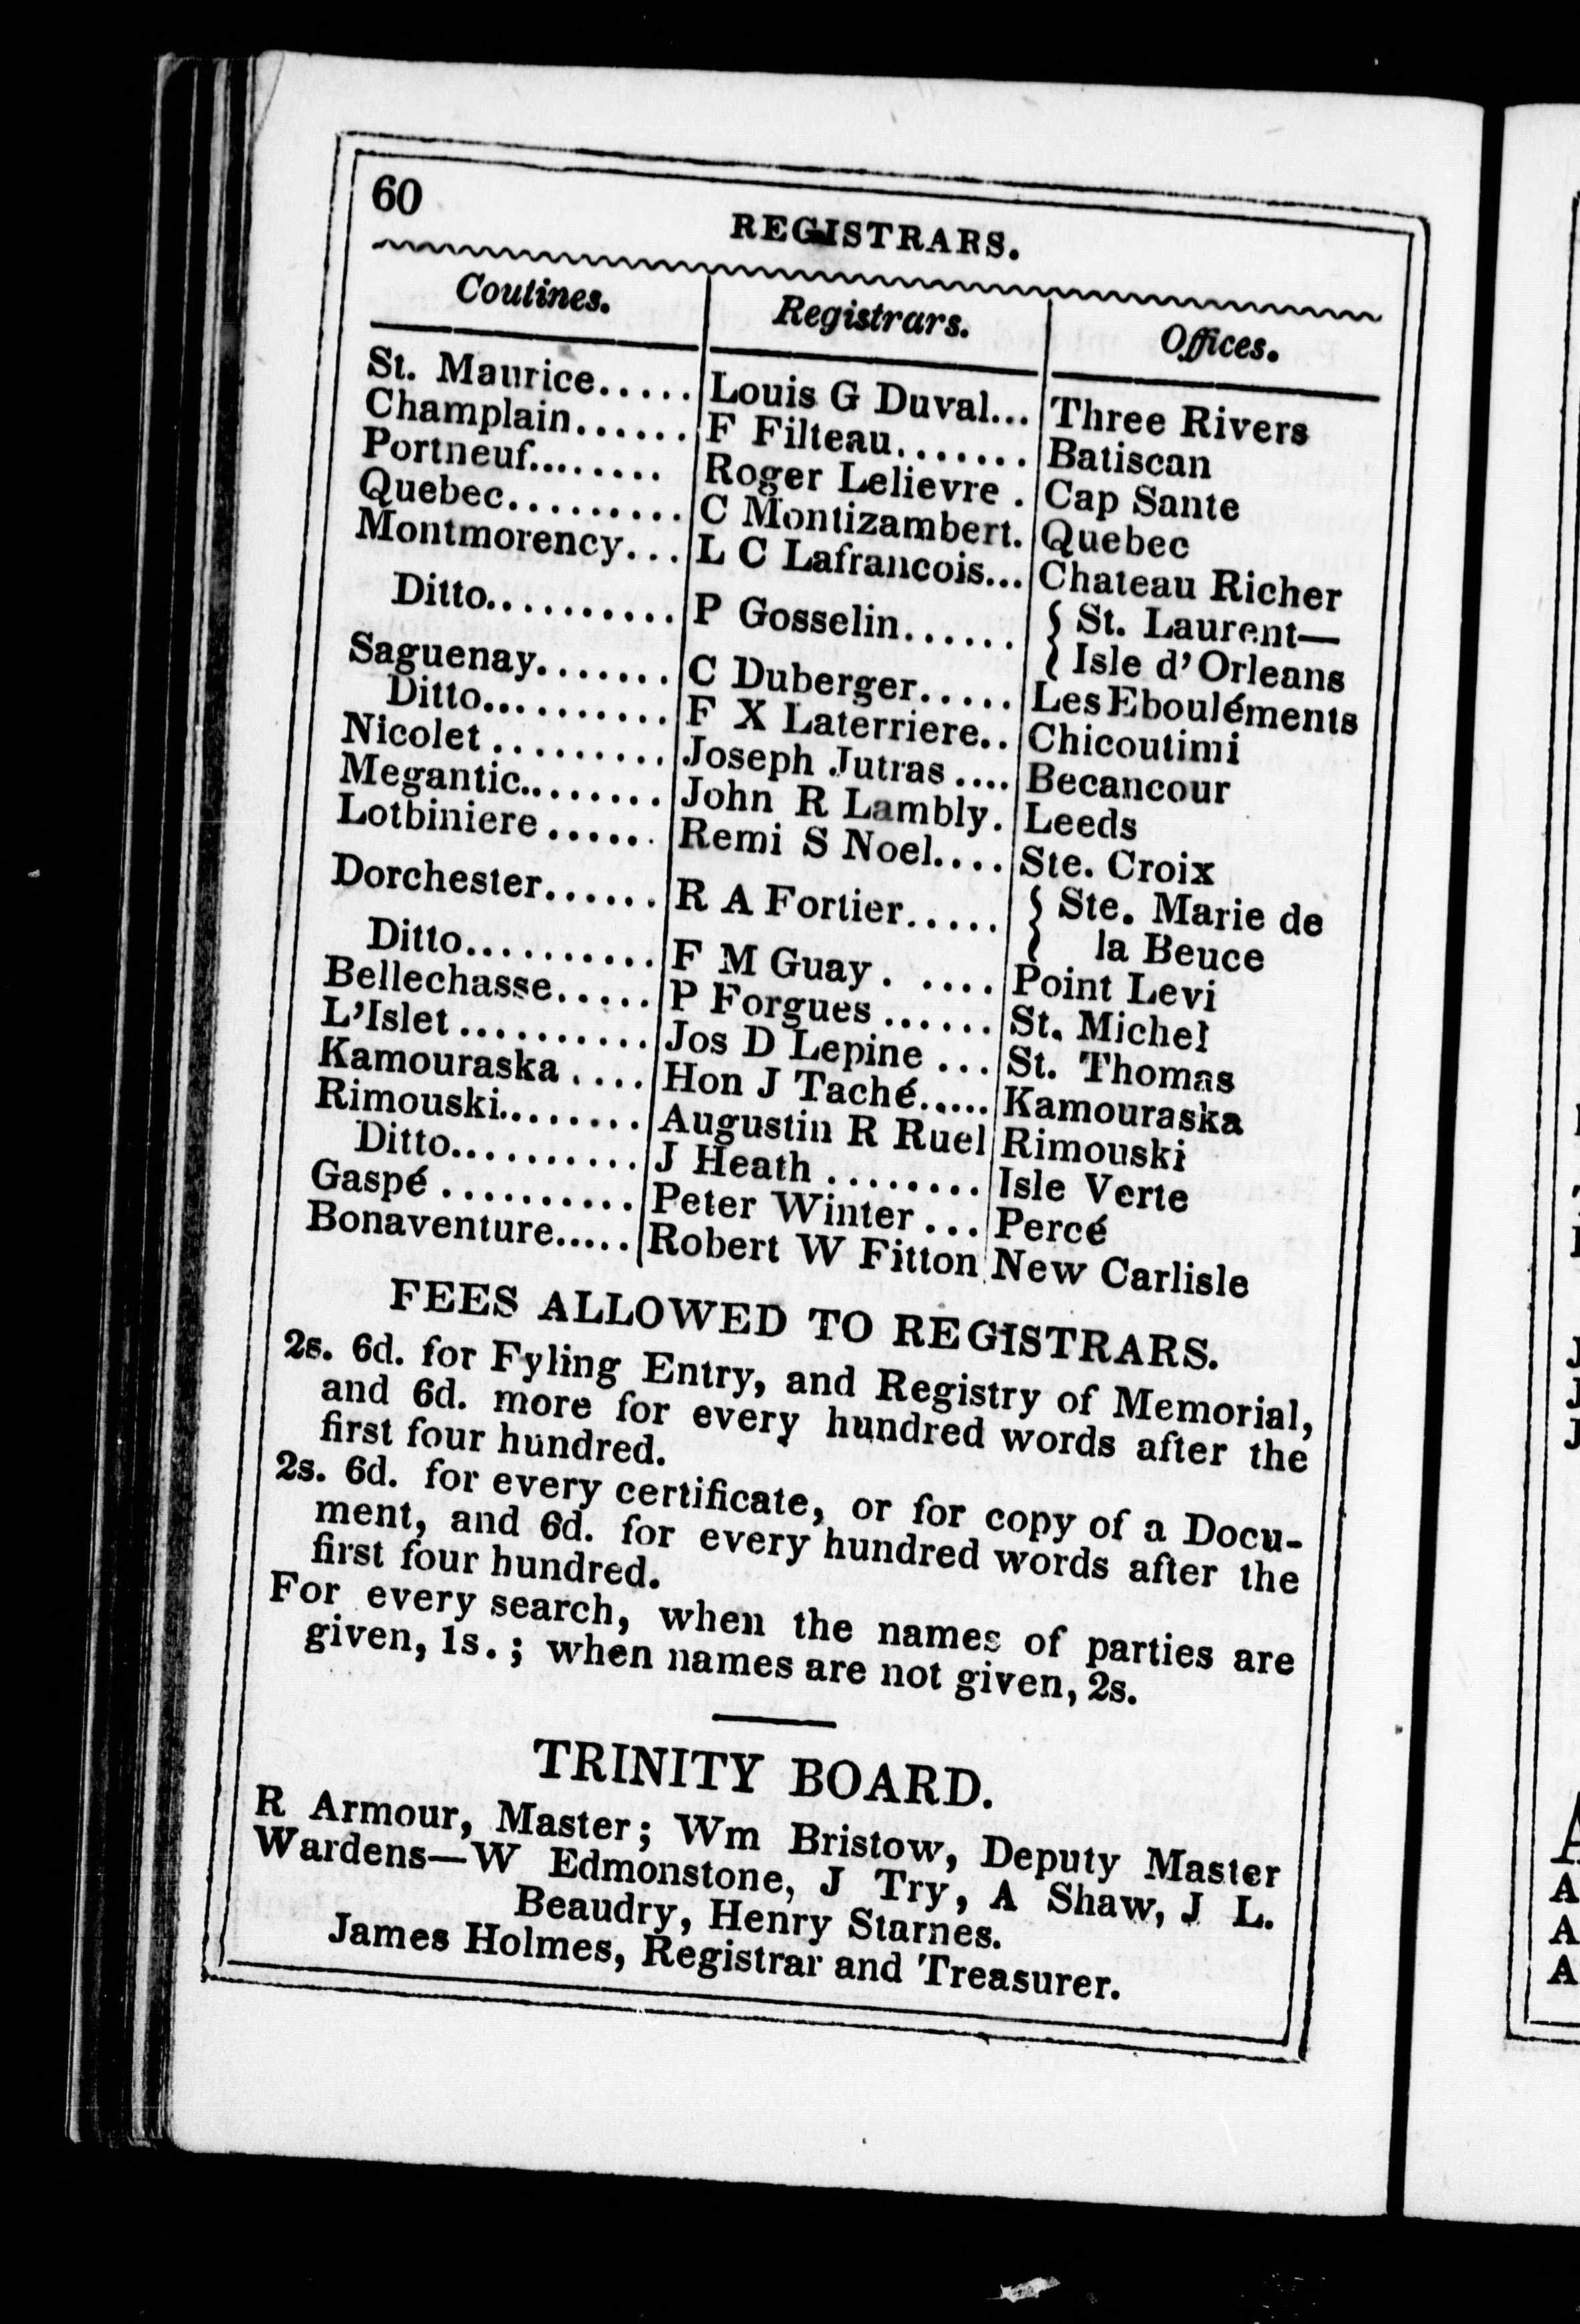 60
REGISTRARS.
Coutines. Registrars. Offices.
St. Maurice..... Louis G Duval... Three Rivers
Champlain...... F Filteau....... Batiscan
Portneuf......... Roger Lelievre . Cap Sante
Quebec......... C Montizambert. Quebec
Montmorency... L C Lafrancois... Chateau Richer
Ditto.......... P Gosselin...... { St. Laurent—
{ Isle d'Orleans
Saguenay....... C Duberger..... Les Ebouléments
Ditto.......... F X Laterriere.. Chicoutimi
Nicolet ......... Joseph Jutras .... Becancour
Megantic........ John R Lambly. Leeds
Lotbiniere ...... Remi S Noel.... Ste. Croix
Dorchester...... R A Fortier..... { Ste. Marie de
{ la Beuce
Ditto.......... F M Guay . .... Point Levi
Bellechasse..... P Forgues ...... St. Michel
L'Islet .......... Jos D Lepine ... St. Thomas
Kamouraska .... Hon J Taché..... Kamouraska
Rimouski........ Augustin R Ruel Rimouski
Ditto.......... J Heath ........ Isle Verte
Gaspé .......... Peter Winter ... Percé
Bonaventure..... Robert W Fitton New Carlisle
FEES ALLOWED TO REGISTRARS.
2s. 6d. for Fyling Entry, and Registry of Memorial,
and 6d. more for every hundred words after the
first four hundred.
2s. 6d. for every certificate, or for copy of a Docu-
ment, and 6d. for every hundred words after the
first four hundred.
For every search, when the names of parties are
given, 1s. ; when names are not given, 2s.
TRINITY BOARD.
R Armour, Master; Wm Bristow, Deputy Master
Wardens—W Edmonstone, J Try, A Shaw, J L.
Beaudry, Henry Starnes.
James Holmes, Registrar and Treasurer.